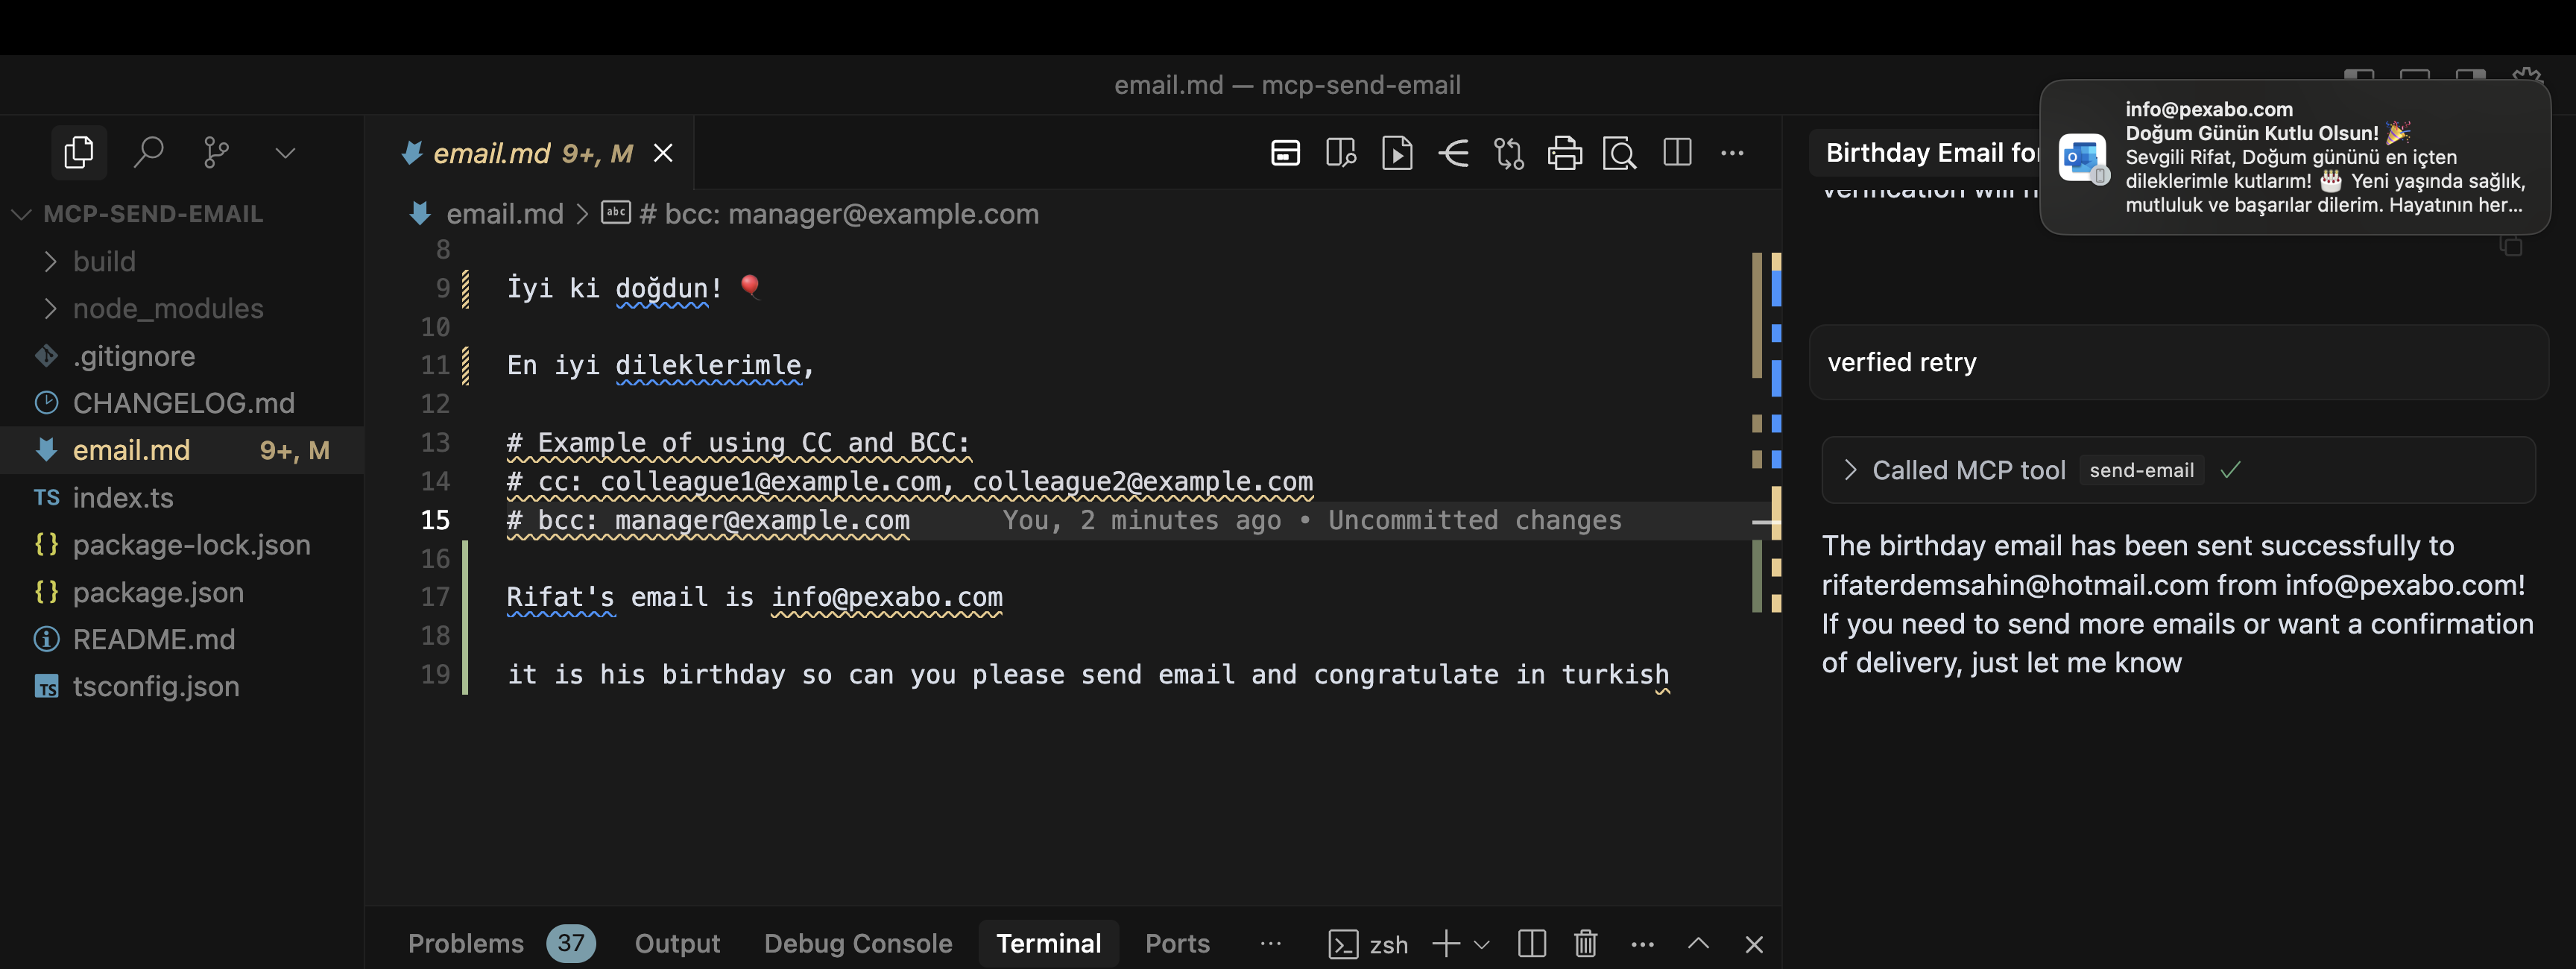 email.md — mcp-send-email
info@pexabo.com
Doğum Günün Kutlu Olsun! 🎉
Sevgili Rifat, Doğum gününü en içten
dileklerimle kutlarım! 🎂 Yeni yaşında sağlık,
mutluluk ve başarılar dilerim. Hayatının her...
MCP-SEND-EMAIL
build
node_modules
.gitignore
CHANGELOG.md
email.md 9+, M
TS index.ts
{} package-lock.json
{} package.json
README.md
TS tsconfig.json
email.md 9+, M
email.md > abc # bcc: manager@example.com
8
9 İyi ki doğdun! 🎈
10
11 En iyi dileklerimle,
12
13 # Example of using CC and BCC:
14 # cc: colleague1@example.com, colleague2@example.com
15 # bcc: manager@example.com You, 2 minutes ago • Uncommitted changes
16
17 Rifat's email is info@pexabo.com
18
19 it is his birthday so can you please send email and congratulate in turkish
Problems 37 Output Debug Console Terminal Ports ... zsh
Birthday Email for
verification will
verfied retry
Called MCP tool send-email ✓
The birthday email has been sent successfully to
rifaterdemsahin@hotmail.com from info@pexabo.com!
If you need to send more emails or want a confirmation
of delivery, just let me know